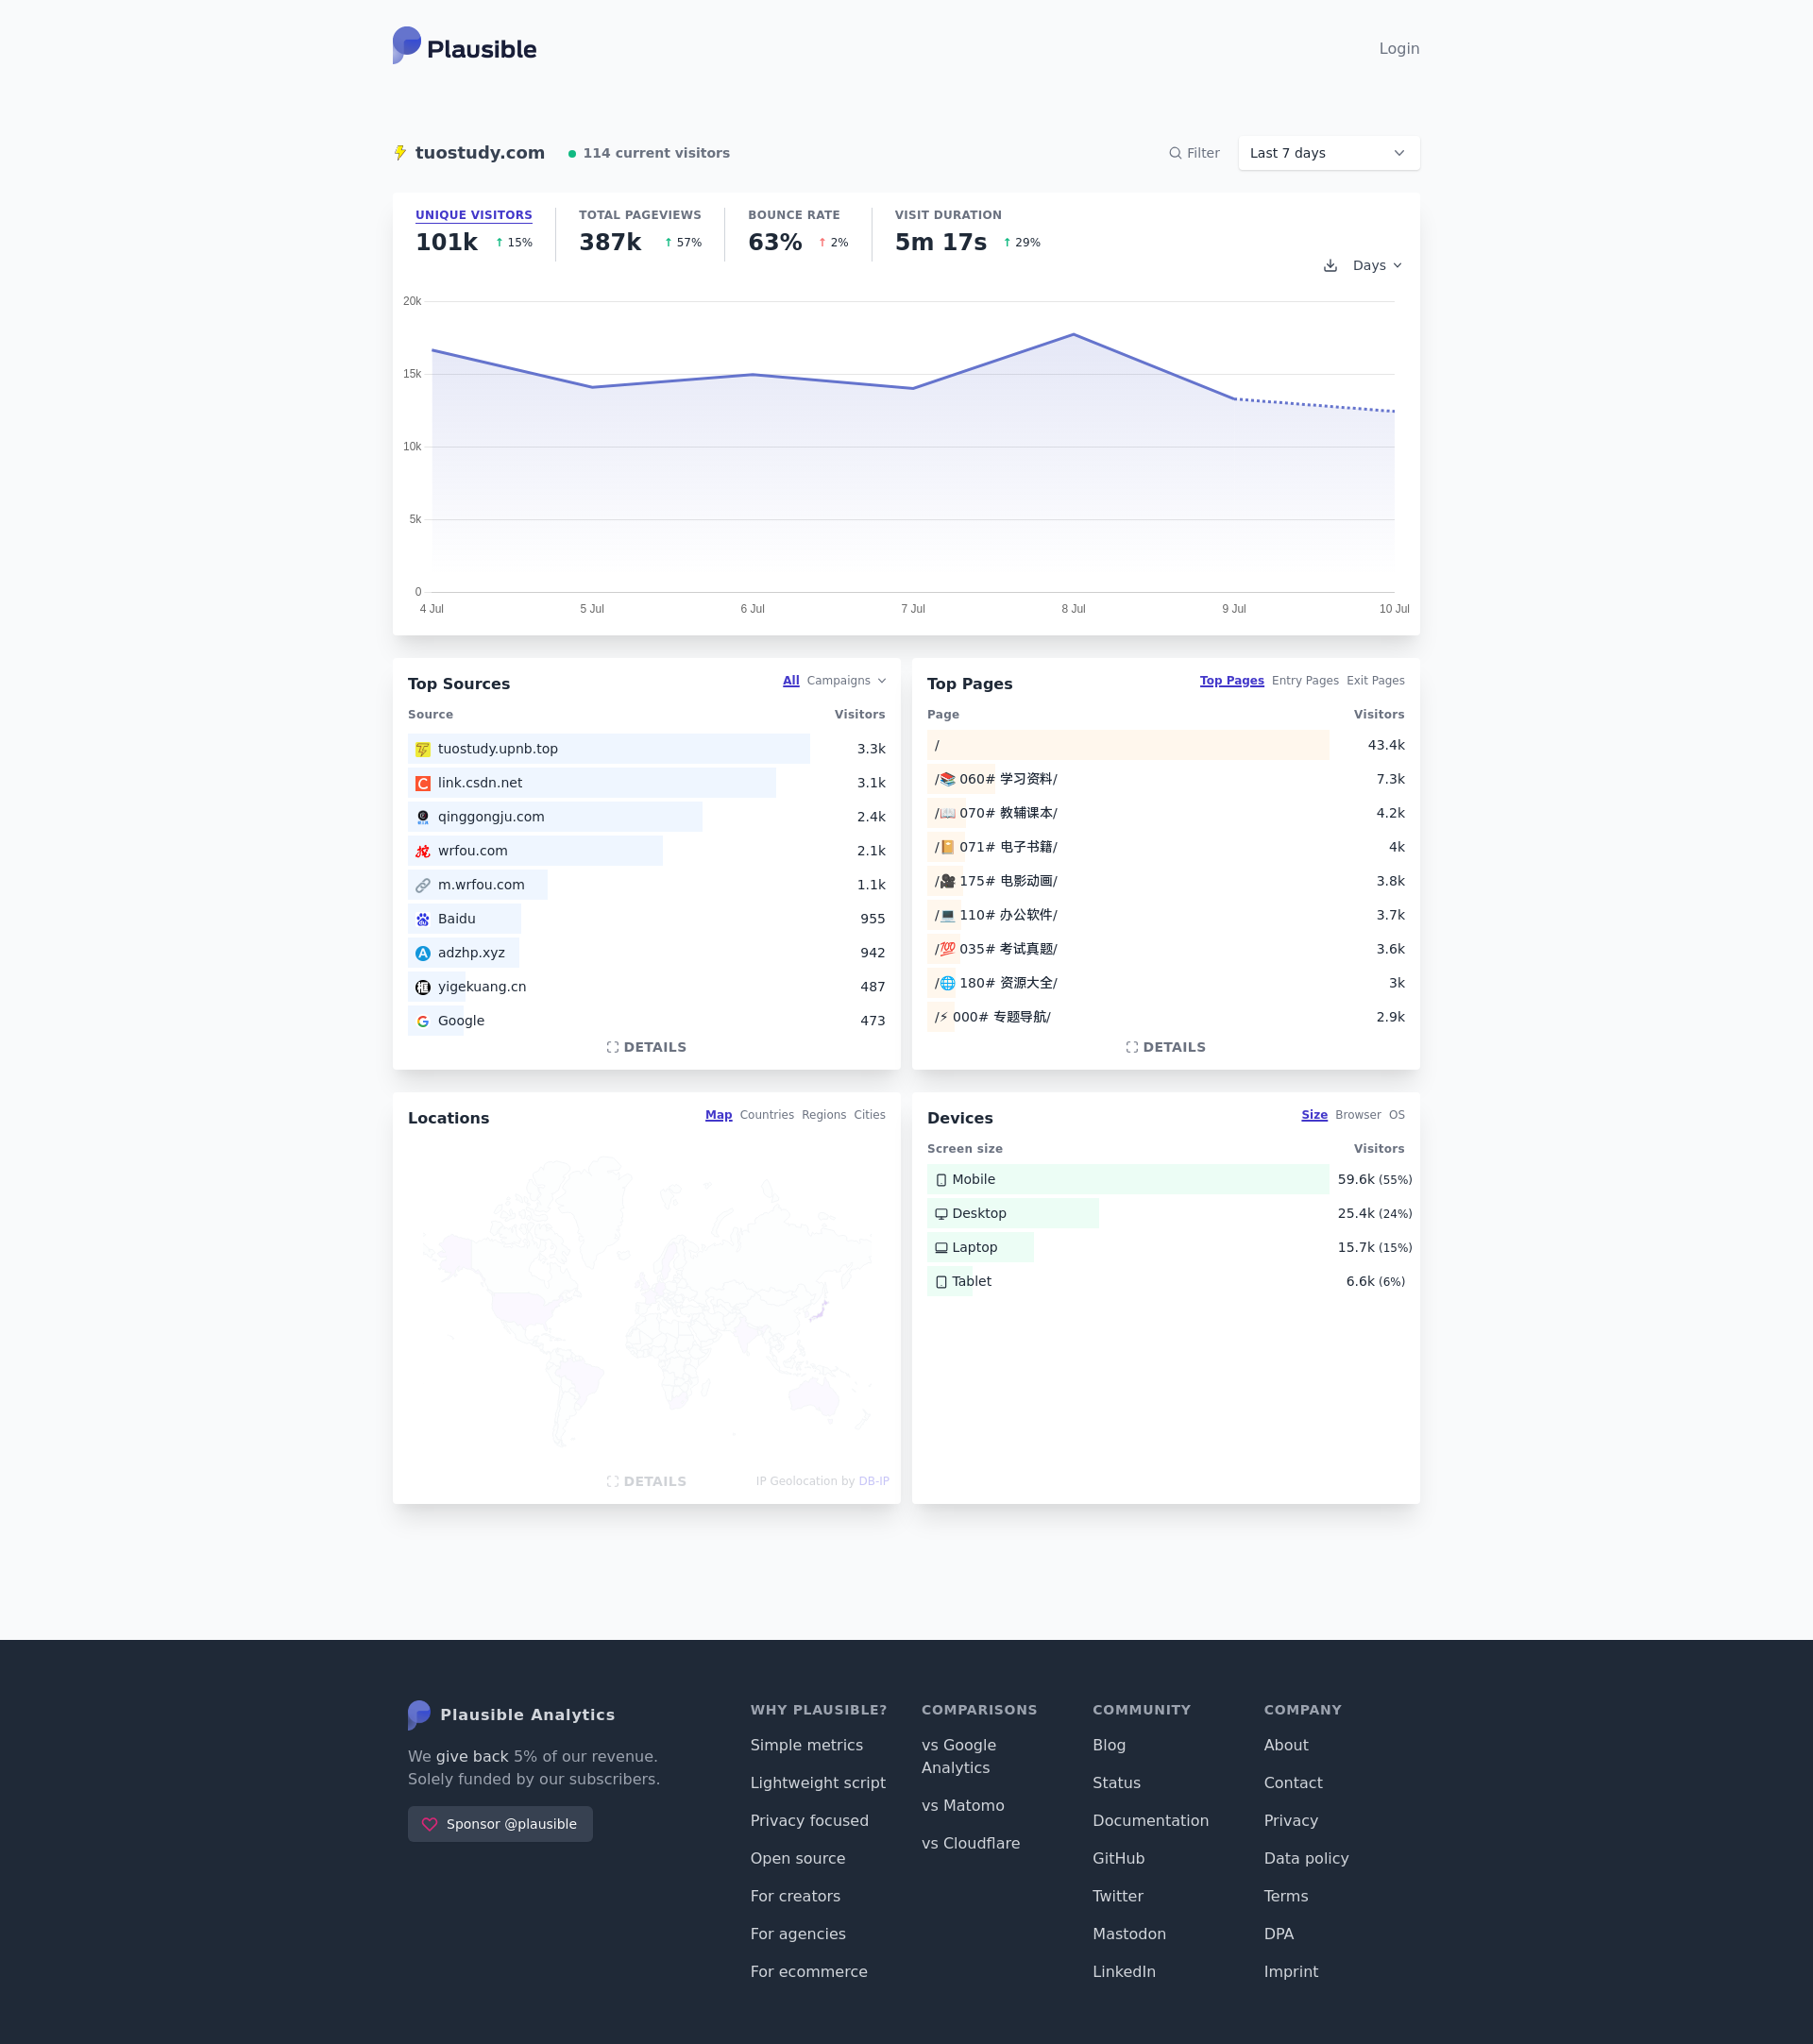 Plausible
Login
tuostudy.com
114 current visitors
Filter
Last 7 days
UNIQUE VISITORS
101k ↑ 15%
TOTAL PAGEVIEWS
387k ↑ 57%
BOUNCE RATE
63% ↑ 2%
VISIT DURATION
5m 17s ↑ 29%
Days
20k
15k
10k
5k
0
4 Jul 5 Jul 6 Jul 7 Jul 8 Jul 9 Jul 10 Jul
Top Sources
All Campaigns
Source Visitors
tuostudy.upnb.top 3.3k
link.csdn.net 3.1k
qinggongju.com 2.4k
wrfou.com 2.1k
m.wrfou.com 1.1k
Baidu 955
adzhp.xyz 942
yigekuang.cn 487
Google 473
DETAILS
Top Pages
Top Pages Entry Pages Exit Pages
Page Visitors
/ 43.4k
/📚 060# 学习资料/ 7.3k
/📖 070# 教辅课本/ 4.2k
/📔 071# 电子书籍/ 4k
/🎥 175# 电影动画/ 3.8k
/💻 110# 办公软件/ 3.7k
/💯 035# 考试真题/ 3.6k
/🌐 180# 资源大全/ 3k
/⚡ 000# 专题导航/ 2.9k
DETAILS
Locations
Map Countries Regions Cities
DETAILS
IP Geolocation by DB-IP
Devices
Size Browser OS
Screen size Visitors
Mobile 59.6k (55%)
Desktop 25.4k (24%)
Laptop 15.7k (15%)
Tablet 6.6k (6%)
Plausible Analytics
We give back 5% of our revenue.
Solely funded by our subscribers.
Sponsor @plausible
WHY PLAUSIBLE?
Simple metrics
Lightweight script
Privacy focused
Open source
For creators
For agencies
For ecommerce
COMPARISONS
vs Google
Analytics
vs Matomo
vs Cloudflare
COMMUNITY
Blog
Status
Documentation
GitHub
Twitter
Mastodon
LinkedIn
COMPANY
About
Contact
Privacy
Data policy
Terms
DPA
Imprint